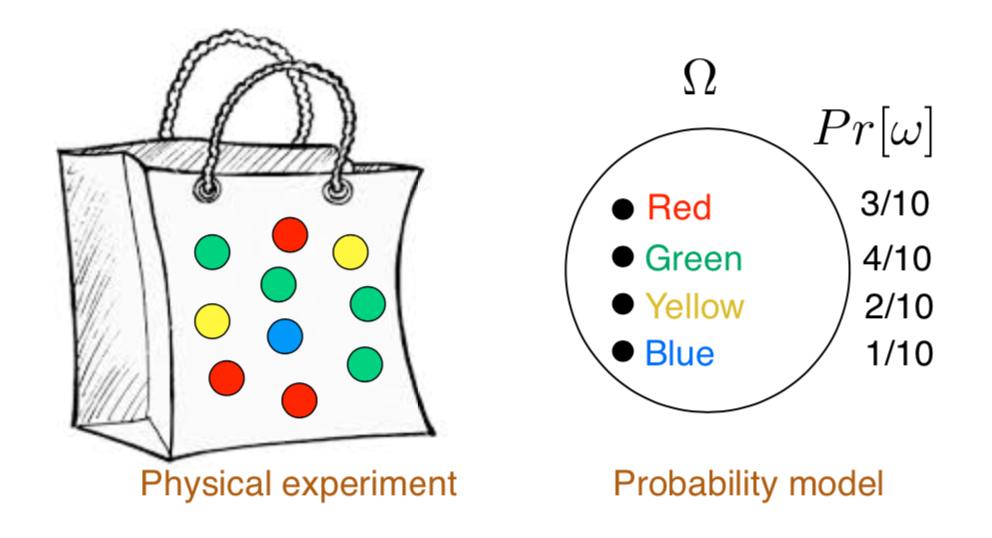 Ω
Pr[ω]
Red 3/10
Green 4/10
Yellow 2/10
Blue 1/10
Physical experiment
Probability model